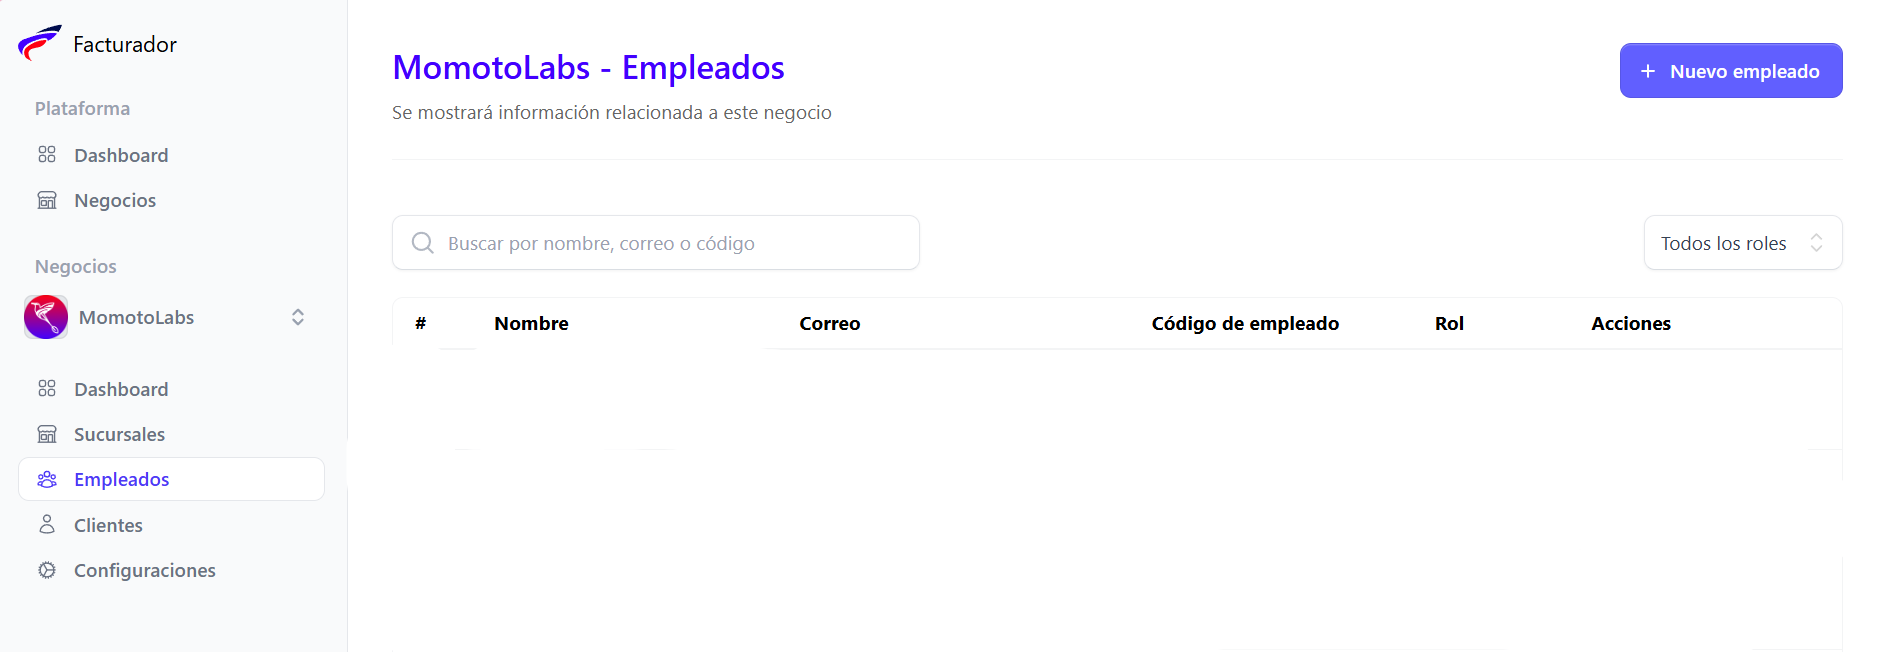 Facturador
Plataforma
Dashboard
Negocios
Negocios
MomotoLabs
Dashboard
Sucursales
Empleados
Clientes
Configuraciones
MomotoLabs - Empleados
+ Nuevo empleado
Se mostrará información relacionada a este negocio
Buscar por nombre, correo o código
Todos los roles
# Nombre Correo Código de empleado Rol Acciones